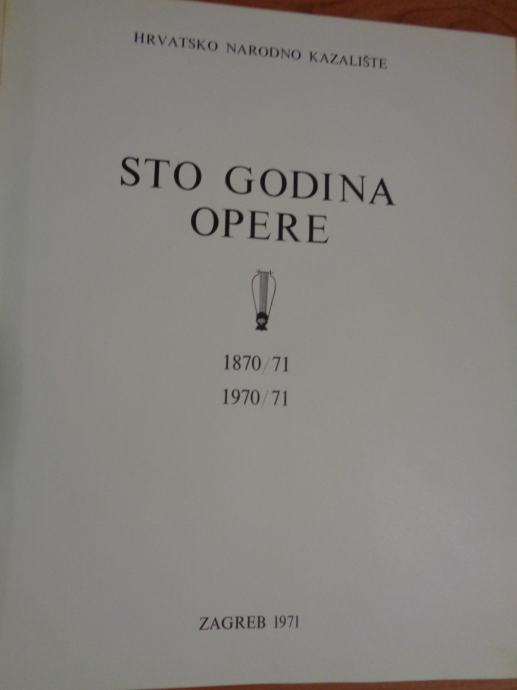 HRVATSKO NARODNO KAZALIŠTE
STO GODINA
OPERE
1870/71
1970/71
ZAGREB 1971